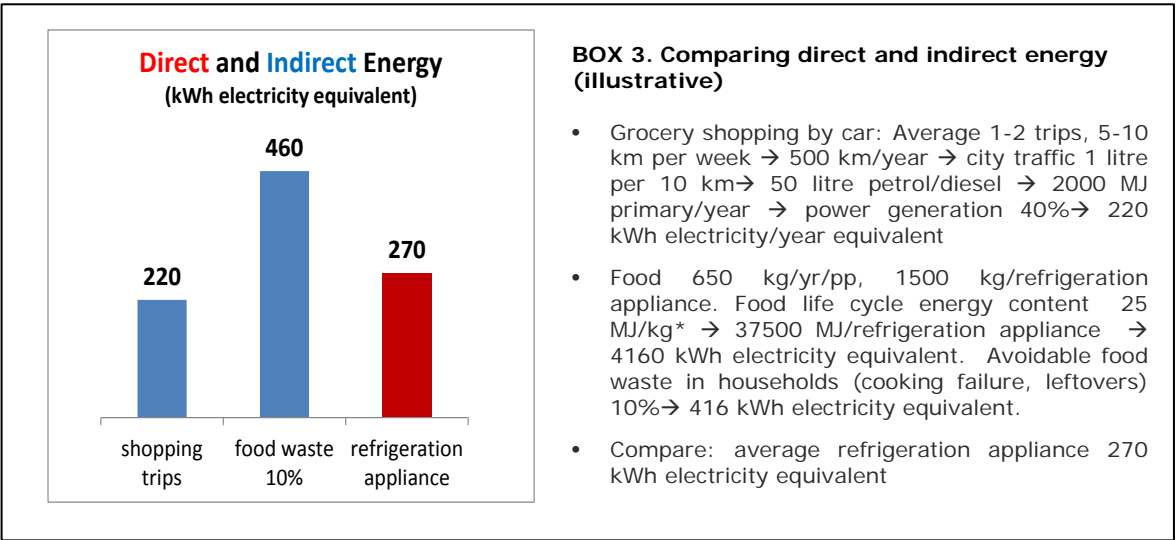 Direct and Indirect Energy
(kWh electricity equivalent)
460
270
220
shopping trips
food waste 10%
refrigeration appliance
BOX 3. Comparing direct and indirect energy
(illustrative)
• Grocery shopping by car: Average 1-2 trips, 5-10
km per week → 500 km/year → city traffic 1 litre
per 10 km→ 50 litre petrol/diesel → 2000 MJ
primary/year → power generation 40%→ 220
kWh electricity/year equivalent
• Food 650 kg/yr/pp, 1500 kg/refrigeration
appliance. Food life cycle energy content 25
MJ/kg* → 37500 MJ/refrigeration appliance →
4160 kWh electricity equivalent. Avoidable food
waste in households (cooking failure, leftovers)
10%→ 416 kWh electricity equivalent.
• Compare: average refrigeration appliance 270
kWh electricity equivalent